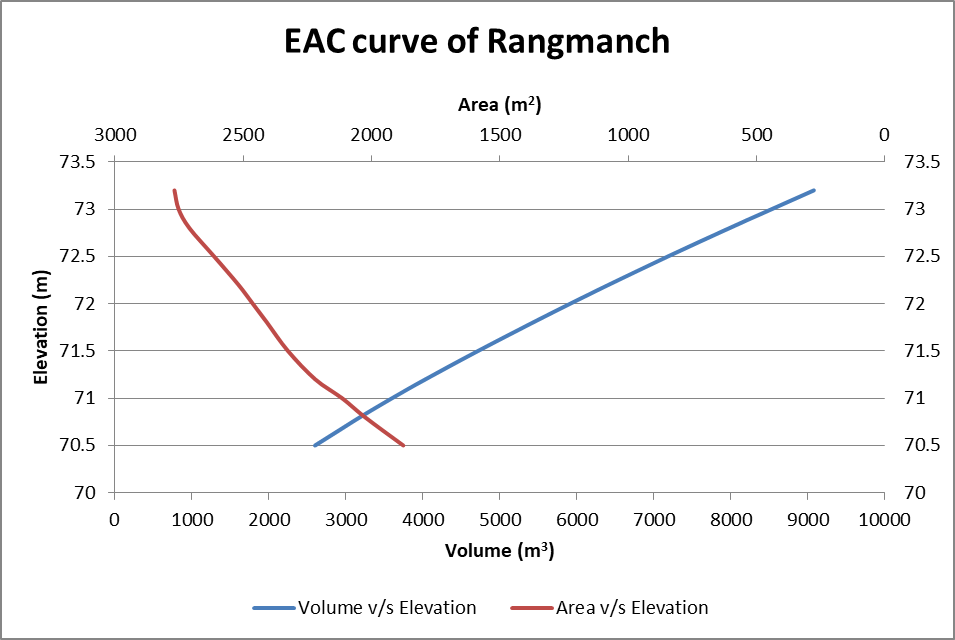 EAC curve of Rangmanch
Area (m²)
3000 2500 2000 1500 1000 500 0
73.5 73.5
73 73
72.5 72.5
72 72
71.5 71.5
71 71
70.5 70.5
70 70
Elevation (m)
0 1000 2000 3000 4000 5000 6000 7000 8000 9000 10000
Volume (m³)
Volume v/s Elevation Area v/s Elevation